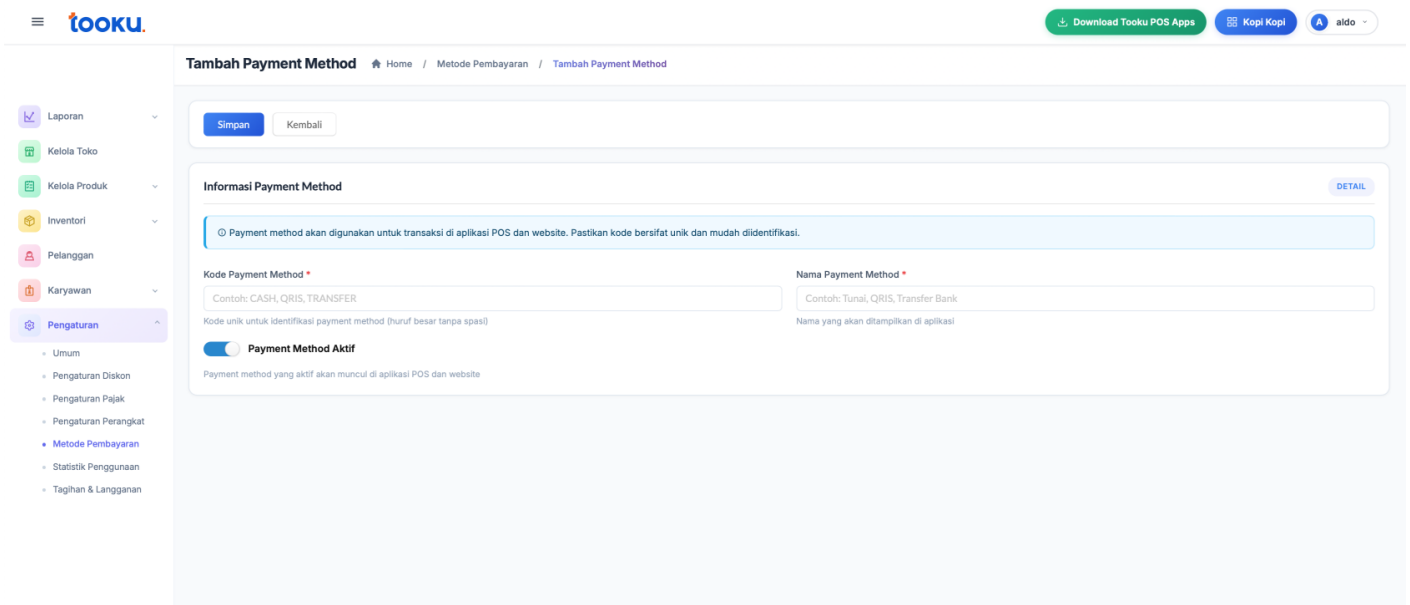 tooku.
Download Tooku POS Apps
Kopi Kopi
A aldo
Tambah Payment Method
Home / Metode Pembayaran / Tambah Payment Method
Laporan
Kelola Toko
Kelola Produk
Inventori
Pelanggan
Karyawan
Pengaturan
Umum
Pengaturan Diskon
Pengaturan Pajak
Pengaturan Perangkat
Metode Pembayaran
Statistik Penggunaan
Tagihan & Langganan
Simpan
Kembali
Informasi Payment Method
DETAIL
Payment method akan digunakan untuk transaksi di aplikasi POS dan website. Pastikan kode bersifat unik dan mudah diidentifikasi.
Kode Payment Method *
Contoh: CASH, QRIS, TRANSFER
Kode unik untuk identifikasi payment method (huruf besar tanpa spasi)
Nama Payment Method *
Contoh: Tunai, QRIS, Transfer Bank
Nama yang akan ditampilkan di aplikasi
Payment Method Aktif
Payment method yang aktif akan muncul di aplikasi POS dan website